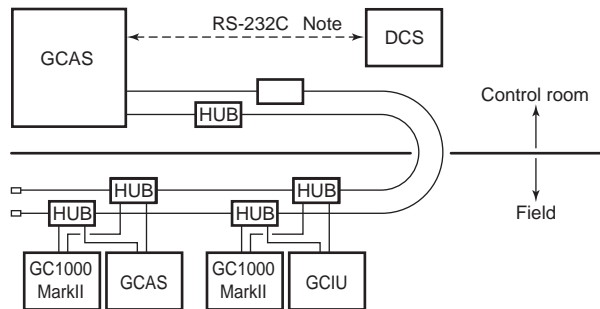 RS-232C Note
GCAS
DCS
Control room
HUB
HUB
HUB
HUB
HUB
Field
GC1000
MarkII
GCAS
GC1000
MarkII
GCIU